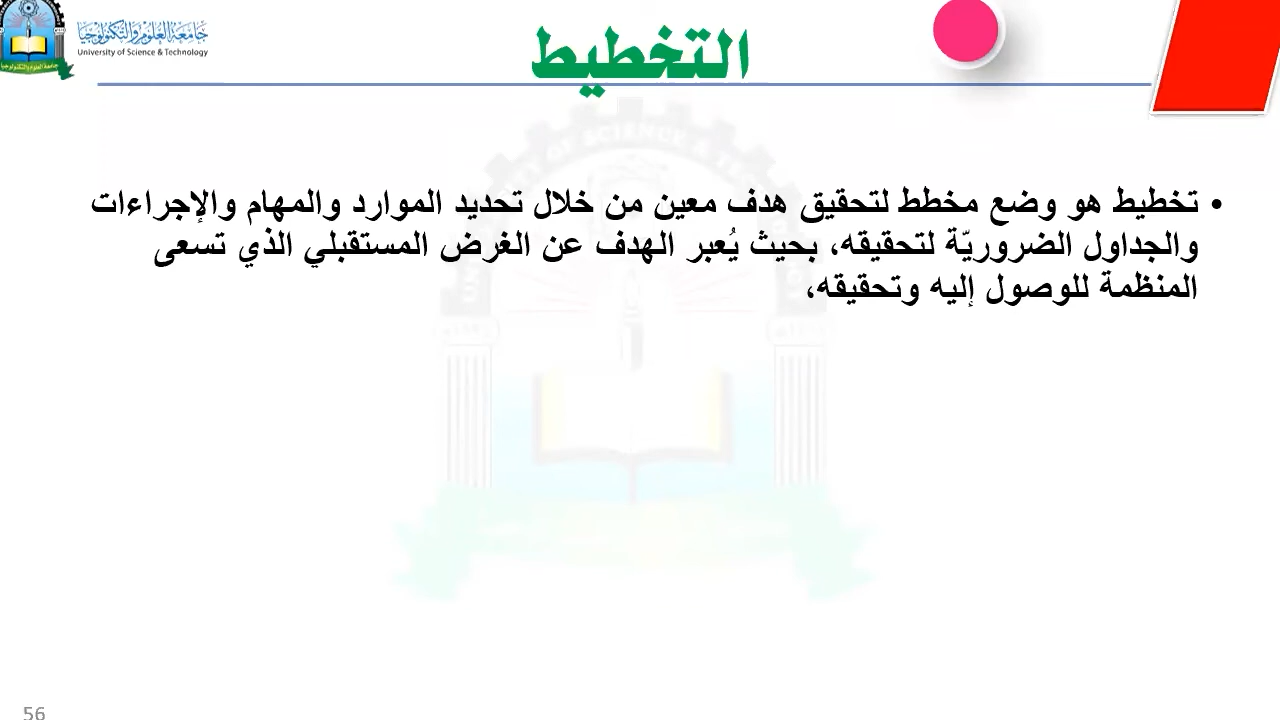 جامعة العلوم والتكنولوجيا
University of Science & Technology
التخطيط
• تخطيط هو وضع مخطط لتحقيق هدف معين من خلال تحديد الموارد والمهام والإجراءات
والجداول الضروريّة لتحقيقه، بحيث يُعبر الهدف عن الغرض المستقبلي الذي تسعى
المنظمة للوصول إليه وتحقيقه،
56